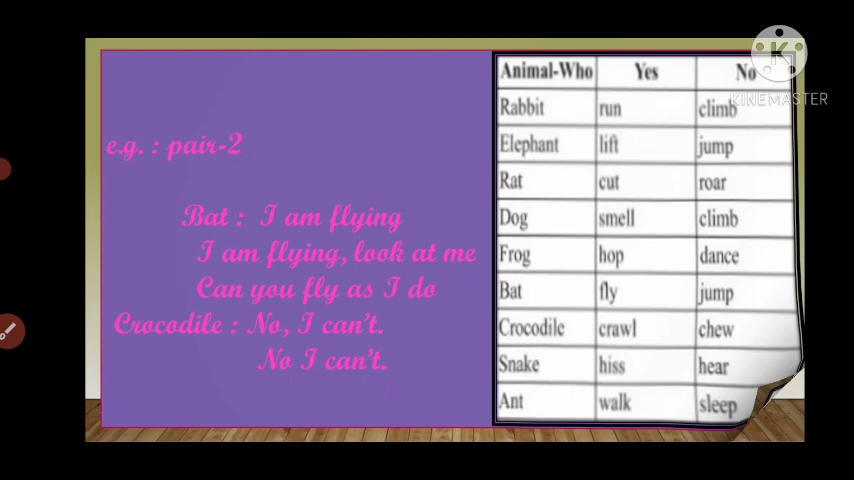 e.g. : pair-2
Bat : I am flying
I am flying, look at me
Can you fly as I do
Crocodile : No, I can't.
No I can't.
Animal-Who Yes No
Rabbit run climb
Elephant lift jump
Rat cut roar
Dog smell climb
Frog hop dance
Bat fly jump
Crocodile crawl chew
Snake hiss hear
Ant walk sleep
K
KINEMASTER